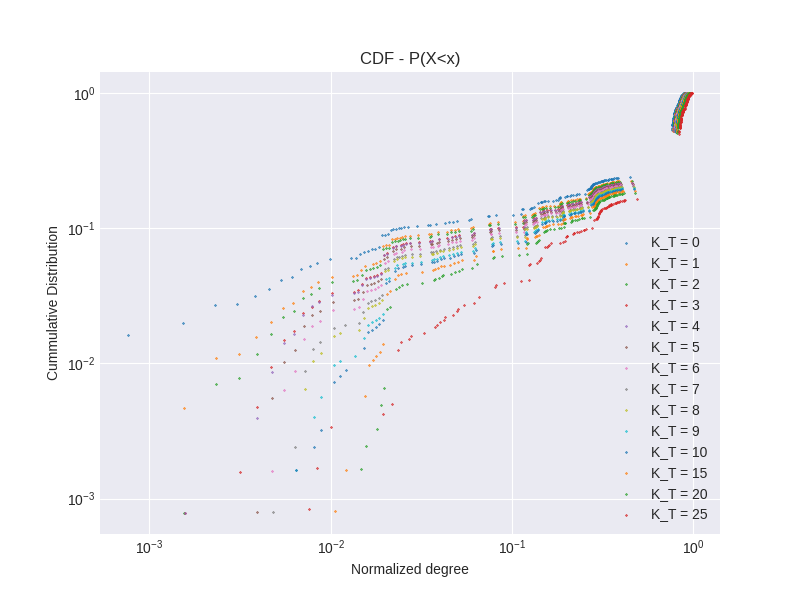 CDF - P(X<x)
10⁰
10⁻¹
10⁻²
10⁻³
Cummulative Distribution
K_T = 0
K_T = 1
K_T = 2
K_T = 3
K_T = 4
K_T = 5
K_T = 6
K_T = 7
K_T = 8
K_T = 9
K_T = 10
K_T = 15
K_T = 20
K_T = 25
10⁻³ 10⁻² 10⁻¹ 10⁰
Normalized degree